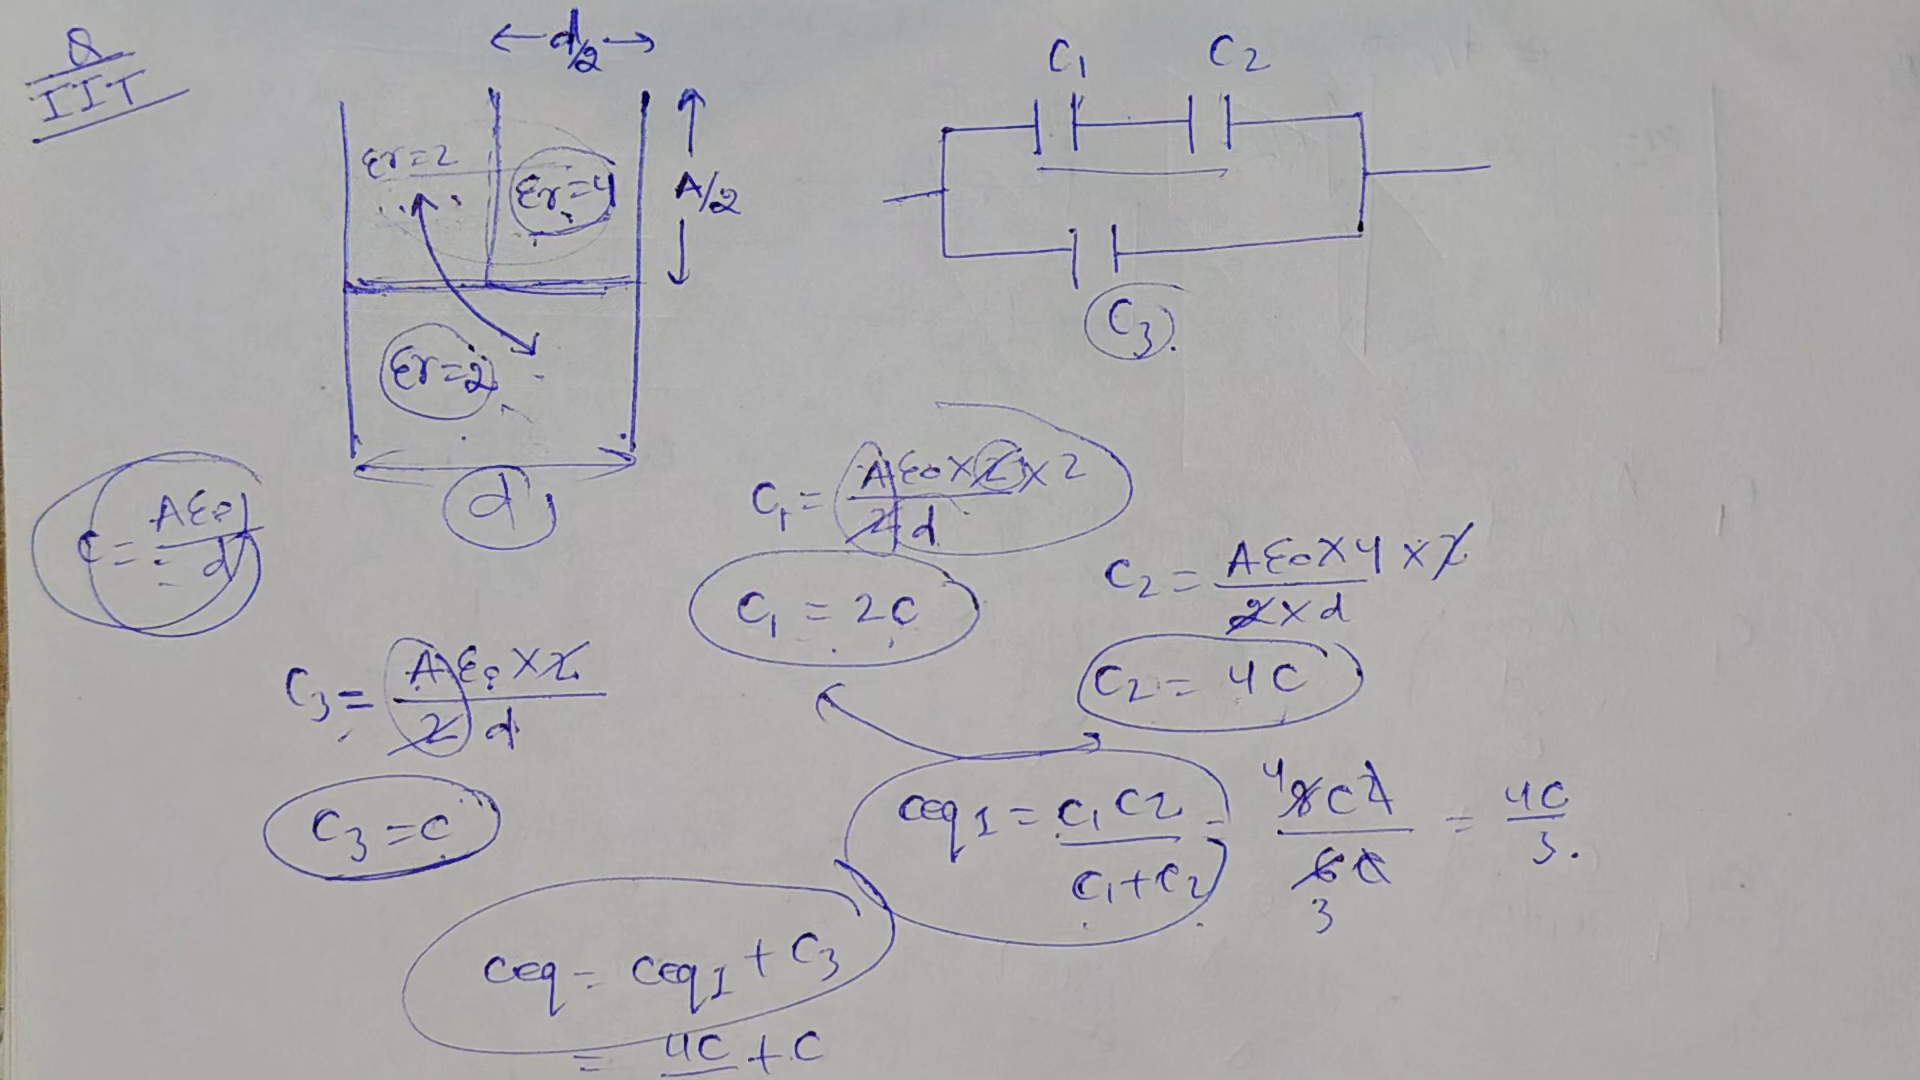 Q
IIT
←d/2→
εr=2
εr=4
A/2
εr=2
d
C1 C2
C3.
C = Aε0/d
C1 = Aε0×2×2 / 2d
C1 = 2C
C2 = Aε0×4×2 / 2×d
C2 = 4C
C3 = Aε0×2 / 2d
C3 = C
Ceq1 = C1C2 / C1+C2 = 8C2 / 6C = 4C / 3.
4
3
Ceq = Ceq1 + C3
= 4C + C